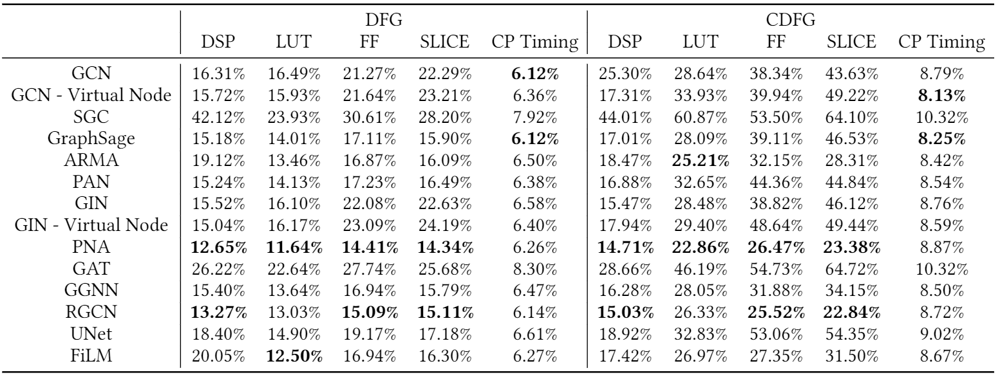 DFG CDFG
DSP LUT FF SLICE CP Timing DSP LUT FF SLICE CP Timing
GCN 16.31% 16.49% 21.27% 22.29% 6.12% 25.30% 28.64% 38.34% 43.63% 8.79%
GCN - Virtual Node 15.72% 15.93% 21.64% 23.21% 6.36% 17.31% 33.93% 39.94% 49.22% 8.13%
SGC 42.12% 23.93% 30.61% 28.20% 7.92% 44.01% 60.87% 53.50% 64.10% 10.32%
GraphSage 15.18% 14.01% 17.11% 15.90% 6.12% 17.01% 28.09% 39.11% 46.53% 8.25%
ARMA 19.12% 13.46% 16.87% 16.09% 6.50% 18.47% 25.21% 32.15% 28.31% 8.42%
PAN 15.24% 14.13% 17.23% 16.49% 6.38% 16.88% 32.65% 44.36% 44.84% 8.54%
GIN 15.52% 16.10% 22.08% 22.63% 6.58% 15.47% 28.48% 38.82% 46.12% 8.76%
GIN - Virtual Node 15.04% 16.17% 23.09% 24.19% 6.40% 17.94% 29.40% 48.64% 49.44% 8.59%
PNA 12.65% 11.64% 14.41% 14.34% 6.26% 14.71% 22.86% 26.47% 23.38% 8.87%
GAT 26.22% 22.64% 27.74% 25.68% 8.30% 28.66% 46.19% 54.73% 64.72% 10.32%
GGNN 15.40% 13.64% 16.94% 15.79% 6.47% 16.28% 28.05% 31.88% 34.15% 8.50%
RGCN 13.27% 13.03% 15.09% 15.11% 6.14% 15.03% 26.33% 25.52% 22.84% 8.72%
UNet 18.40% 14.90% 19.17% 17.18% 6.61% 18.92% 32.83% 53.06% 54.35% 9.02%
FiLM 20.05% 12.50% 16.94% 16.30% 6.27% 17.42% 26.97% 27.35% 31.50% 8.67%